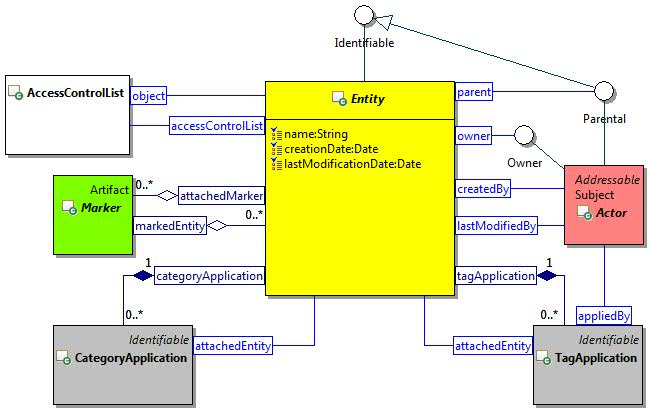 Identifiable
AccessControlList
object
accessControlList
Entity
name:String
creationDate:Date
lastModificationDate:Date
parent
Parental
owner
Owner
createdBy
lastModifiedBy
Addressable
Subject
Actor
Artifact
Marker
0..*
attachedMarker
markedEntity
0..*
1
categoryApplication
0..*
tagApplication
1
0..*
appliedBy
Identifiable
CategoryApplication
attachedEntity
attachedEntity
Identifiable
TagApplication